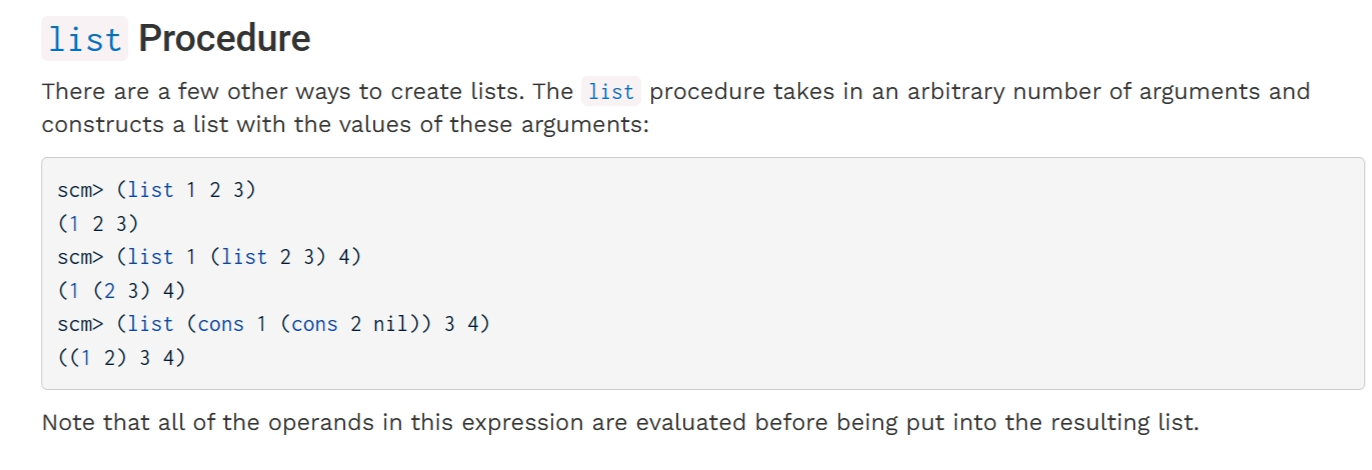 list Procedure
There are a few other ways to create lists. The list procedure takes in an arbitrary number of arguments and
constructs a list with the values of these arguments:
scm> (list 1 2 3)
(1 2 3)
scm> (list 1 (list 2 3) 4)
(1 (2 3) 4)
scm> (list (cons 1 (cons 2 nil)) 3 4)
((1 2) 3 4)
Note that all of the operands in this expression are evaluated before being put into the resulting list.